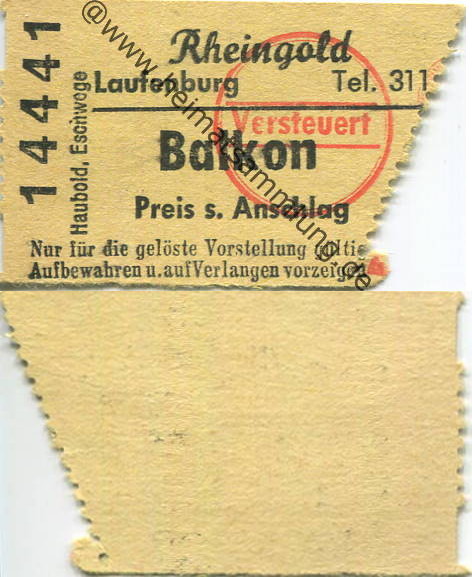 14441
Haubold, Eschwege
Rheingold
Laufenburg Tel. 311
Versteuert
Balkon
Preis s. Anschlag
Nur für die gelöste Vorstellung gültig
Aufbewahren u. auf Verlangen vorzeigen
@www.heimatsammlung.de